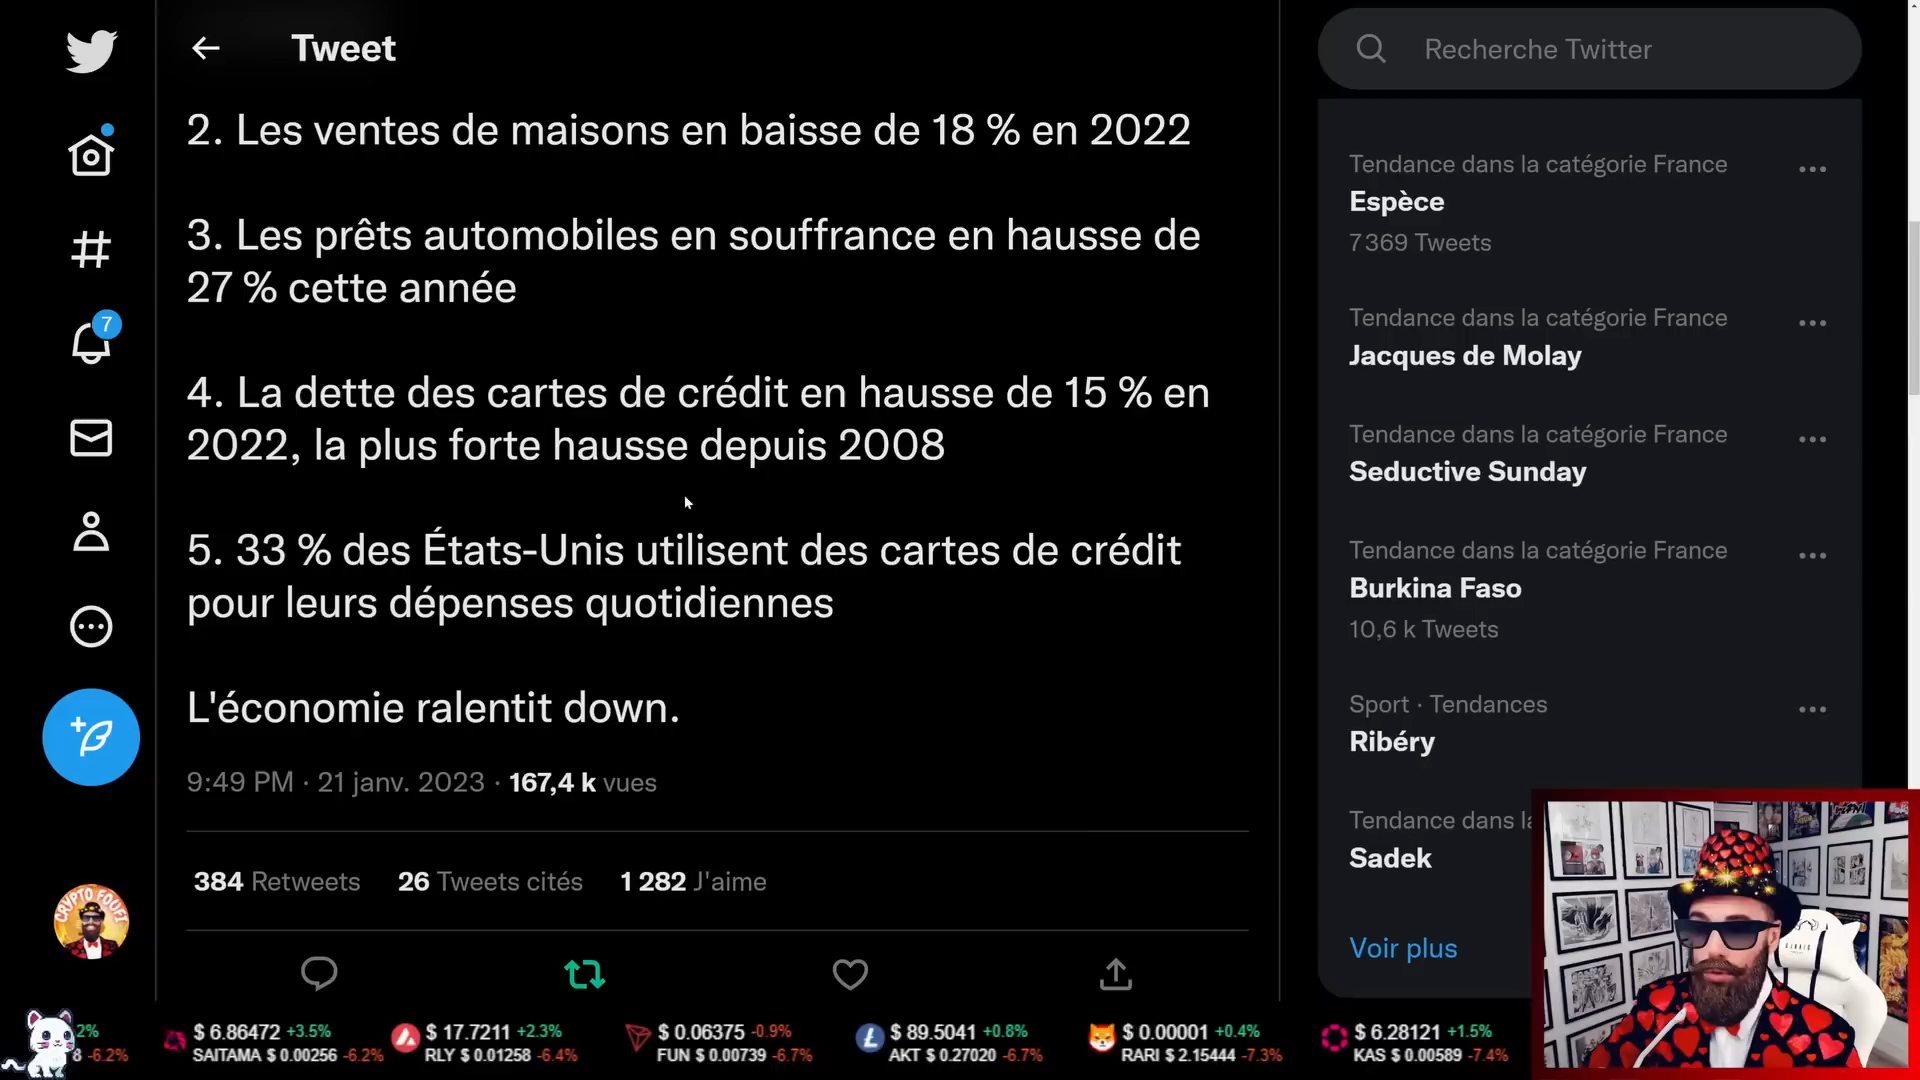 Tweet
2. Les ventes de maisons en baisse de 18 % en 2022
3. Les prêts automobiles en souffrance en hausse de
27 % cette année
4. La dette des cartes de crédit en hausse de 15 % en
2022, la plus forte hausse depuis 2008
5. 33 % des États-Unis utilisent des cartes de crédit
pour leurs dépenses quotidiennes
L'économie ralentit down.
9:49 PM · 21 janv. 2023 · 167,4 k vues
384 Retweets 26 Tweets cités 1 282 J'aime
7
CRYPTO FOUFI
Recherche Twitter
Tendance dans la catégorie France
Espèce
7 369 Tweets
Tendance dans la catégorie France
Jacques de Molay
Tendance dans la catégorie France
Seductive Sunday
Tendance dans la catégorie France
Burkina Faso
10,6 k Tweets
Sport · Tendances
Ribéry
Tendance dans
Sadek
Voir plus
2% $ 6.86472 +3.5% $ 17.7211 +2.3% $ 0.06375 -0.9% $ 89.5041 +0.8% $ 0.00001 +0.4% $ 6.28121 +1.5%
8 -6.2% SAITAMA $ 0.00256 -6.2% RLY $ 0.01258 -6.4% FUN $ 0.00739 -6.7% AKT $ 0.27020 -6.7% RARI $ 2.15444 -7.3% KAS $ 0.00589 -7.4%